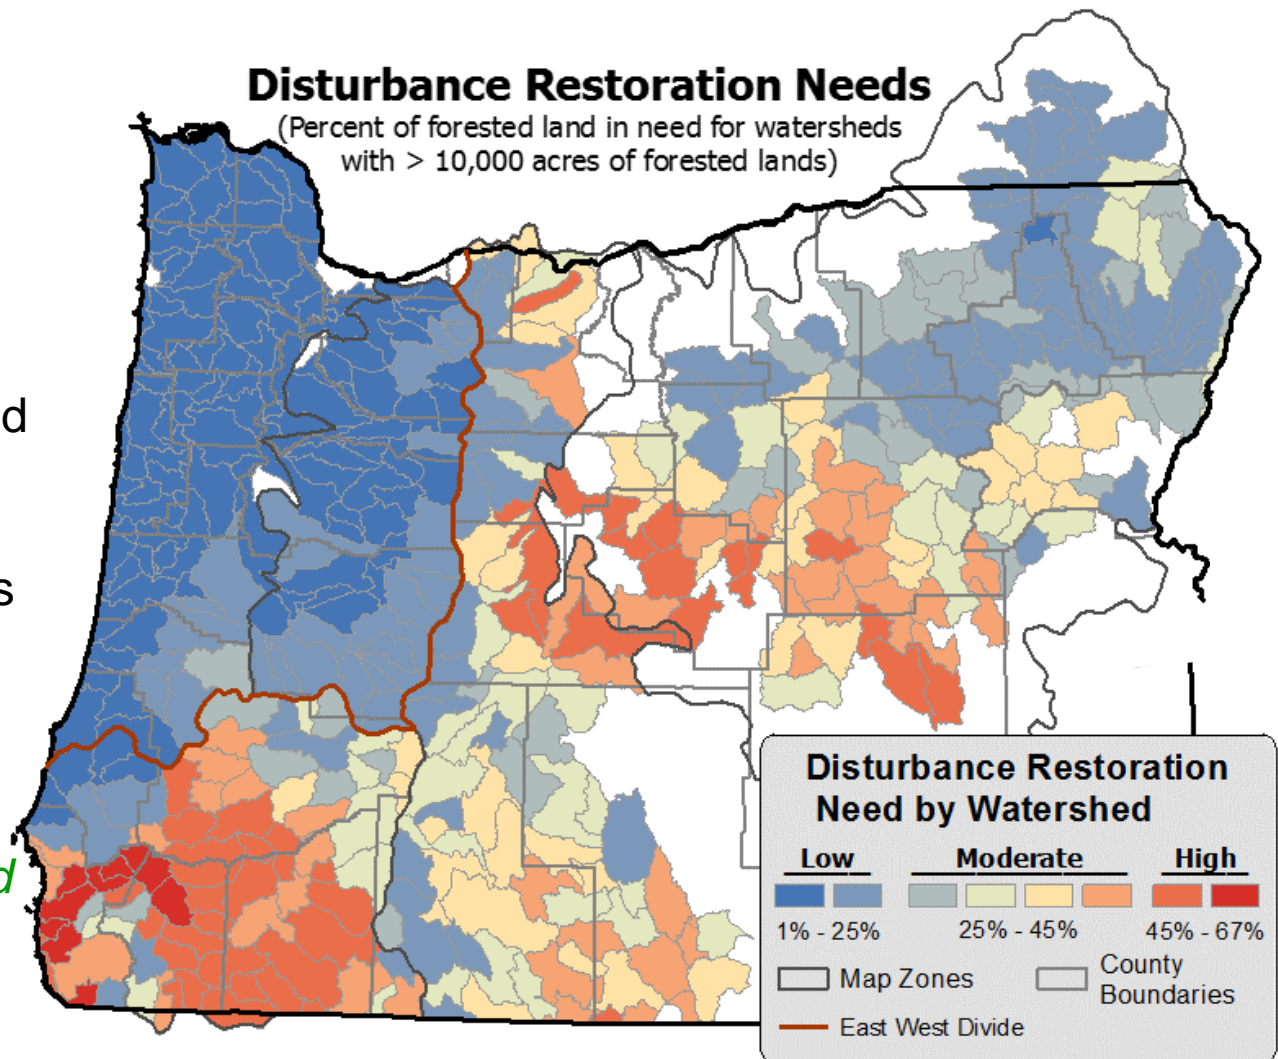 Disturbance Restoration Needs
(Percent of forested land in need for watersheds
with > 10,000 acres of forested lands)
d
s
d
Disturbance Restoration
Need by Watershed
Low Moderate High
1% - 25% 25% - 45% 45% - 67%
Map Zones County
Boundaries
East West Divide